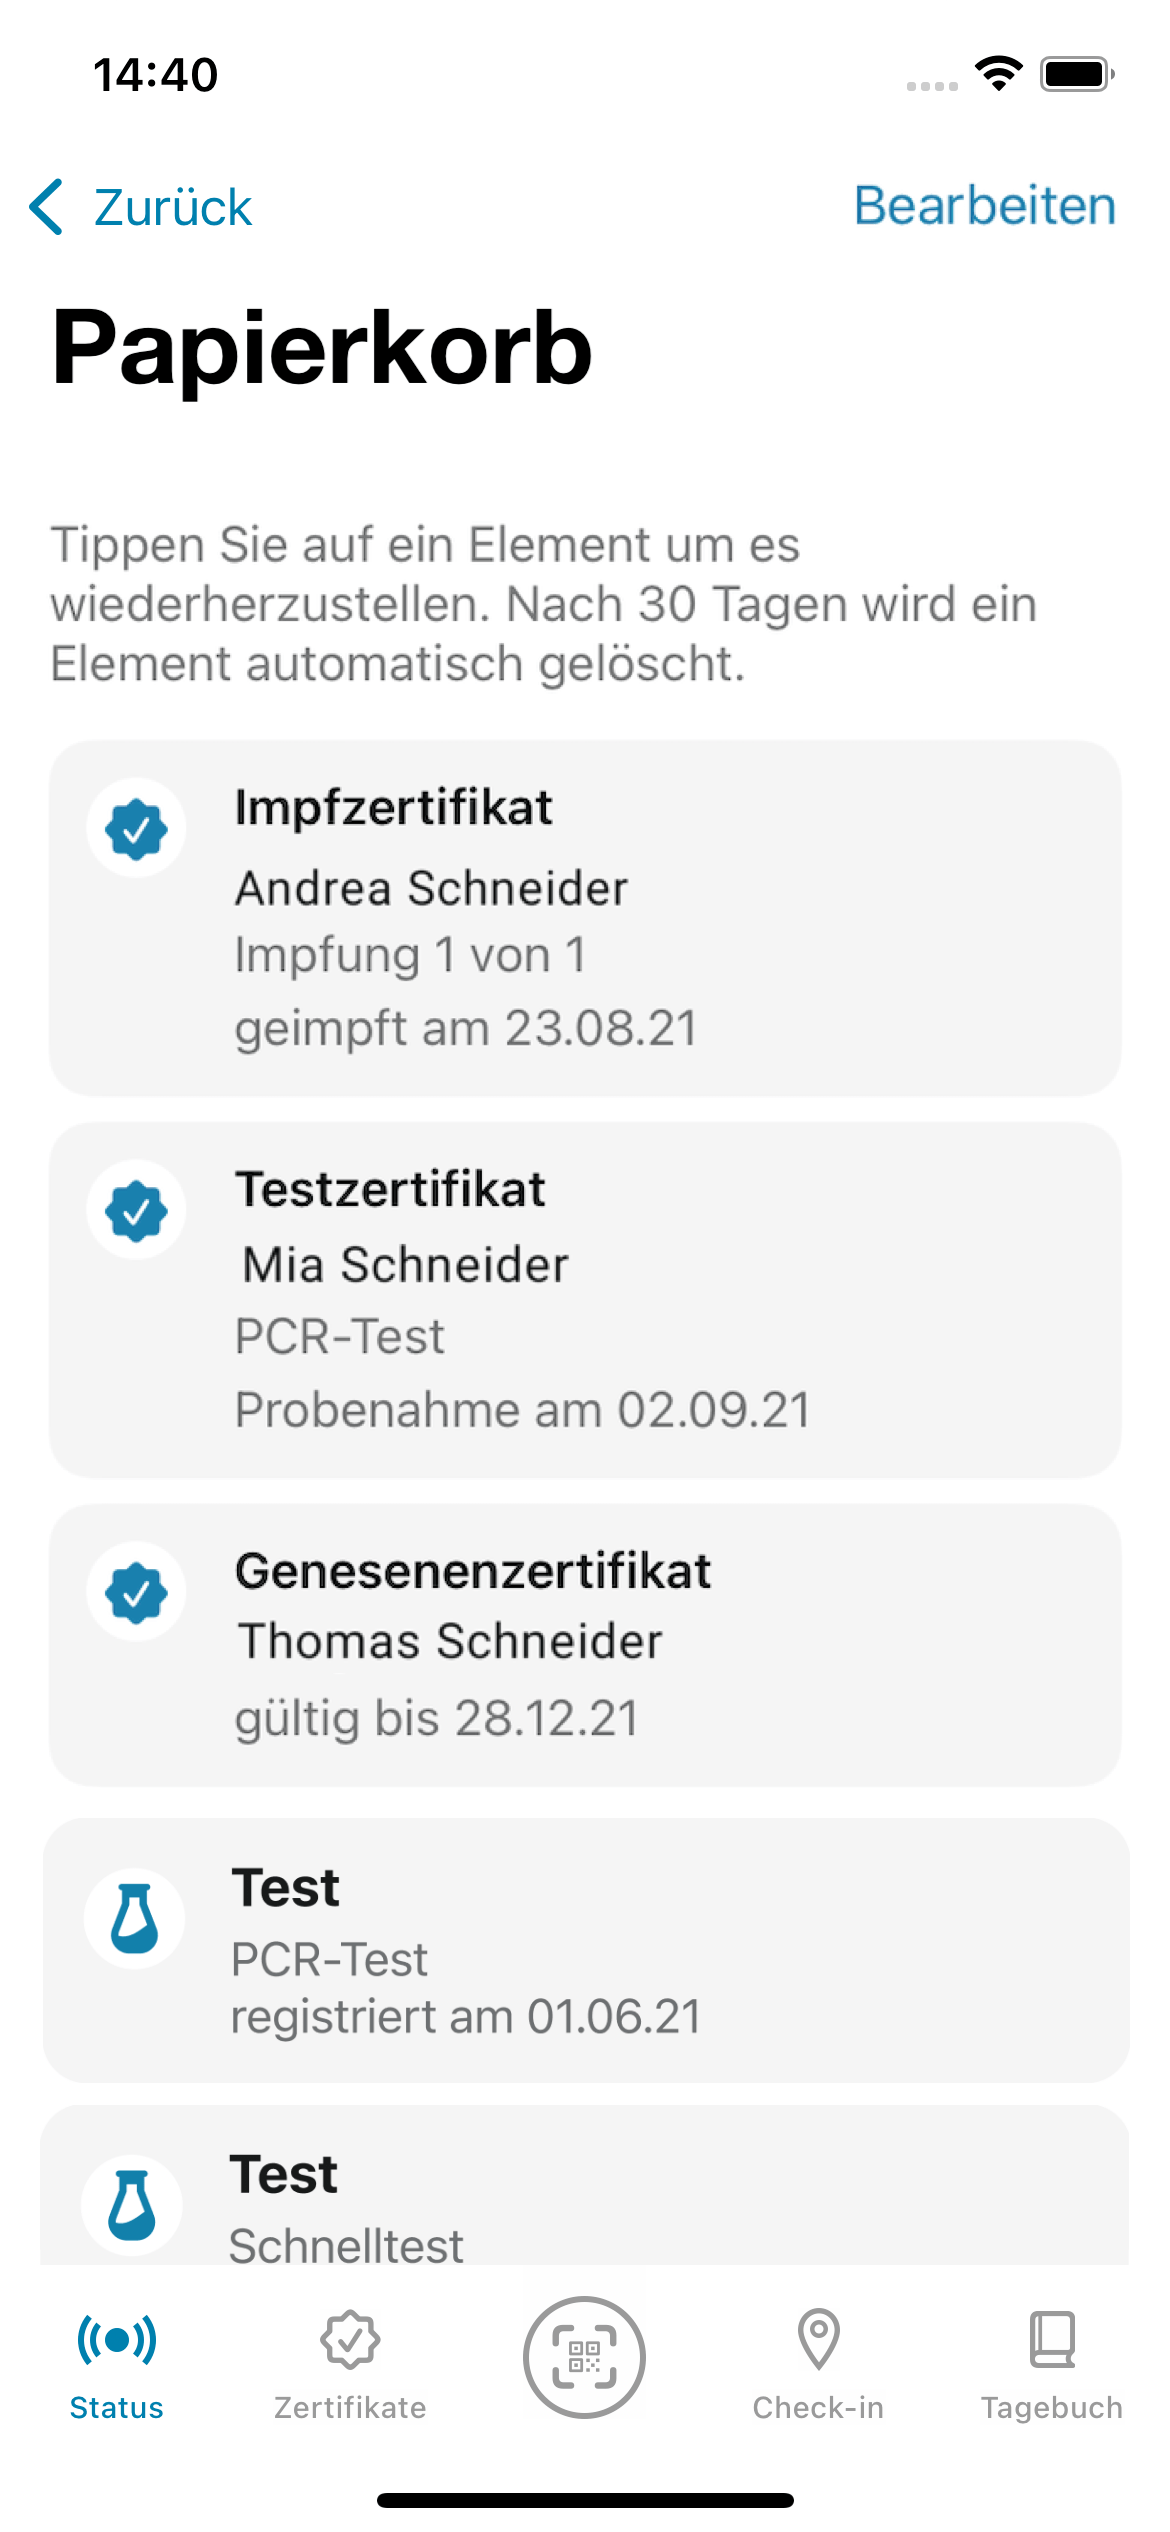 14:40
Zurück
Bearbeiten
Papierkorb
Tippen Sie auf ein Element um es
wiederherzustellen. Nach 30 Tagen wird ein
Element automatisch gelöscht.
Impfzertifikat
Andrea Schneider
Impfung 1 von 1
geimpft am 23.08.21
Testzertifikat
Mia Schneider
PCR-Test
Probenahme am 02.09.21
Genesenenzertifikat
Thomas Schneider
gültig bis 28.12.21
Test
PCR-Test
registriert am 01.06.21
Test
Schnelltest
Status
Zertifikate
Check-in
Tagebuch